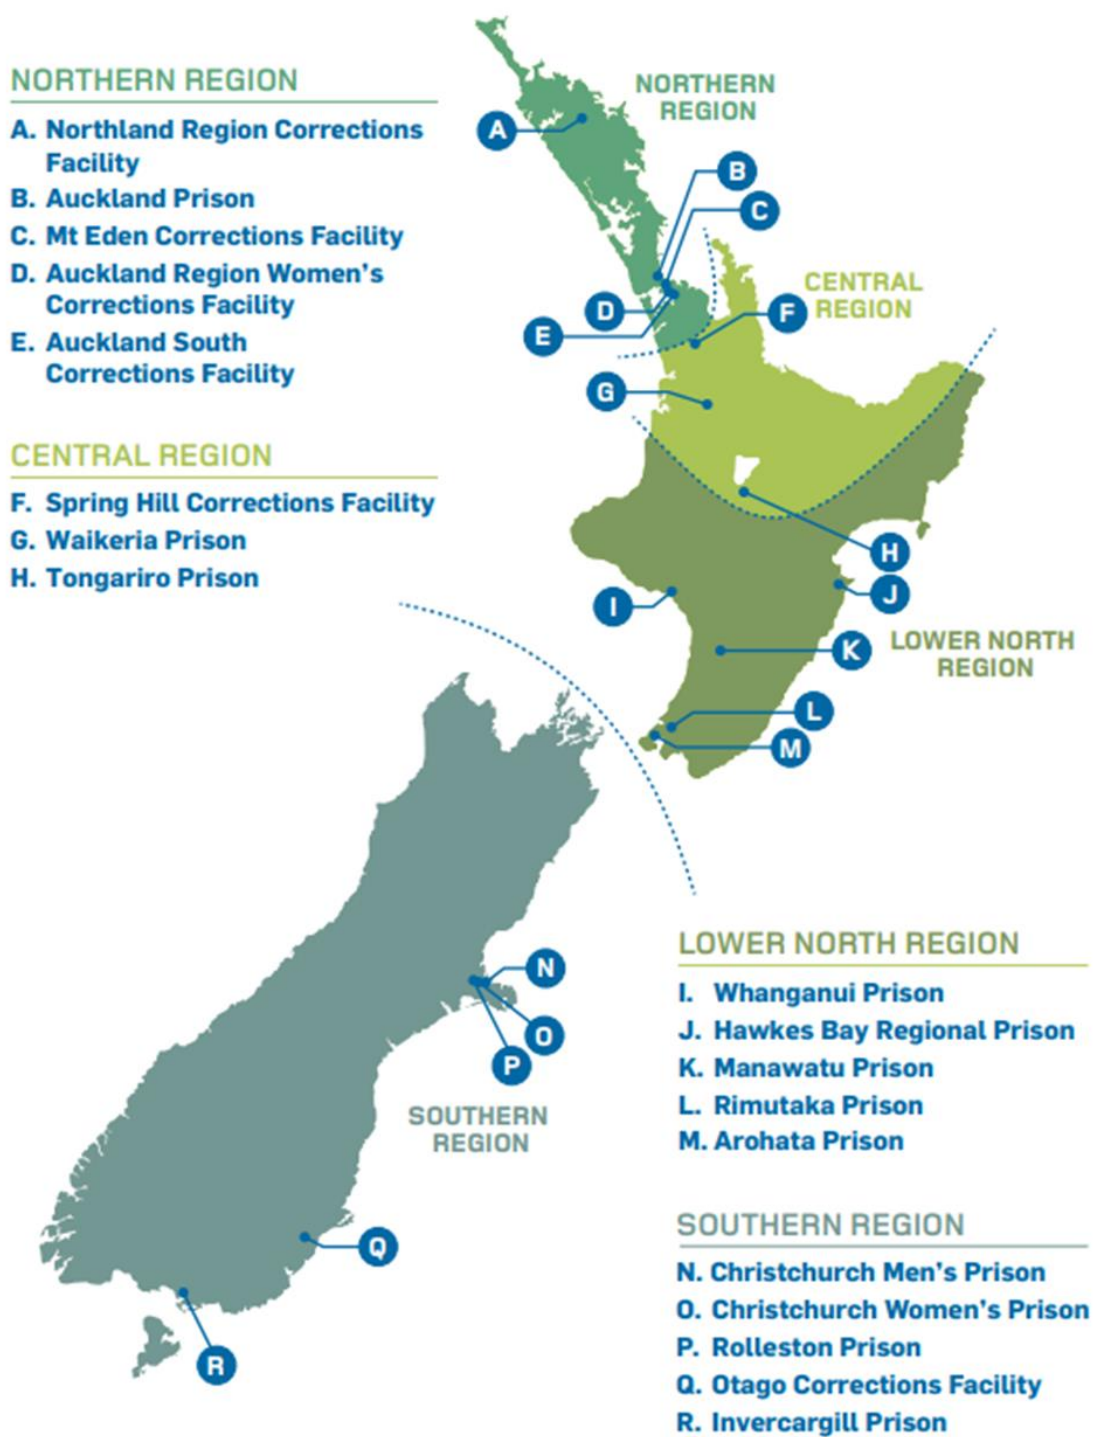 NORTHERN REGION
A. Northland Region Corrections
Facility
B. Auckland Prison
C. Mt Eden Corrections Facility
D. Auckland Region Women's
Corrections Facility
E. Auckland South
Corrections Facility
CENTRAL REGION
F. Spring Hill Corrections Facility
G. Waikeria Prison
H. Tongariro Prison
NORTHERN
REGION
A
B
C
D
E
CENTRAL
REGION
F
G
H
I
J
K
LOWER NORTH
REGION
L
M
N
O
P
SOUTHERN
REGION
Q
R
LOWER NORTH REGION
I. Whanganui Prison
J. Hawkes Bay Regional Prison
K. Manawatu Prison
L. Rimutaka Prison
M. Arohata Prison
SOUTHERN REGION
N. Christchurch Men's Prison
O. Christchurch Women's Prison
P. Rolleston Prison
Q. Otago Corrections Facility
R. Invercargill Prison